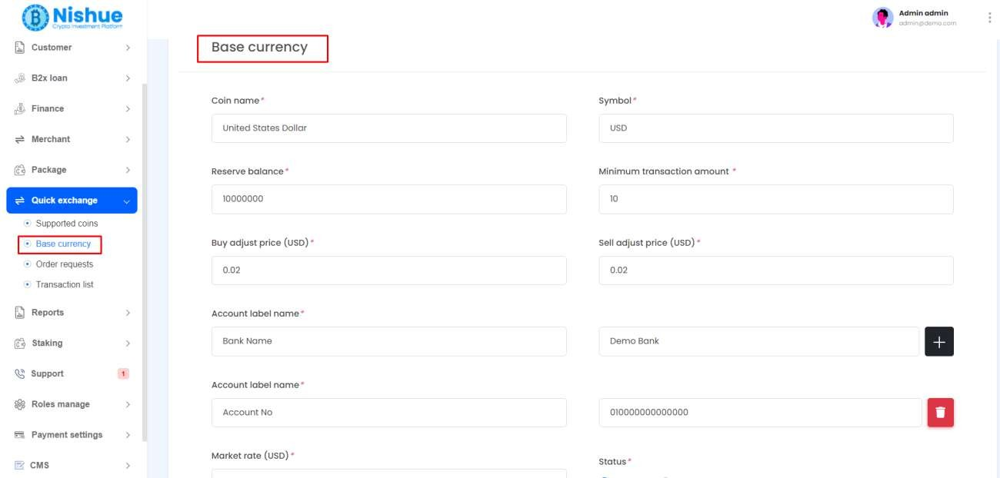 Nishue
Crypto Investment Platform
Admin admin
admin@demo.com
Customer
B2x loan
Finance
Merchant
Package
Quick exchange
Supported coins
Base currency
Order requests
Transaction list
Reports
Staking
Support 1
Roles manage
Payment settings
CMS
Base currency
Coin name* Symbol*
United States Dollar USD
Reserve balance* Minimum transaction amount *
10000000 10
Buy adjust price (USD)* Sell adjust price (USD)*
0.02 0.02
Account label name*
Bank Name Demo Bank
Account label name*
Account No 010000000000000
Market rate (USD)* Status*